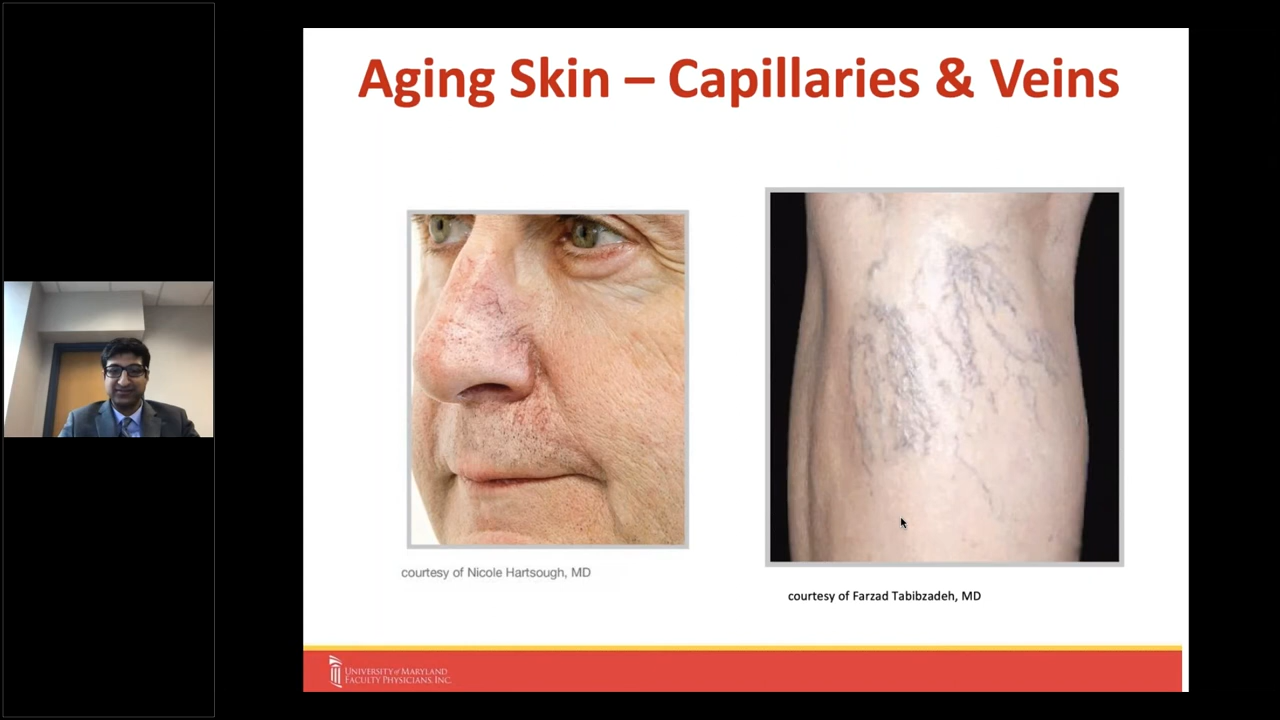 Aging Skin – Capillaries & Veins
courtesy of Nicole Hartsough, MD
courtesy of Farzad Tabibzadeh, MD
UNIVERSITY of MARYLAND
FACULTY PHYSICIANS, INC.